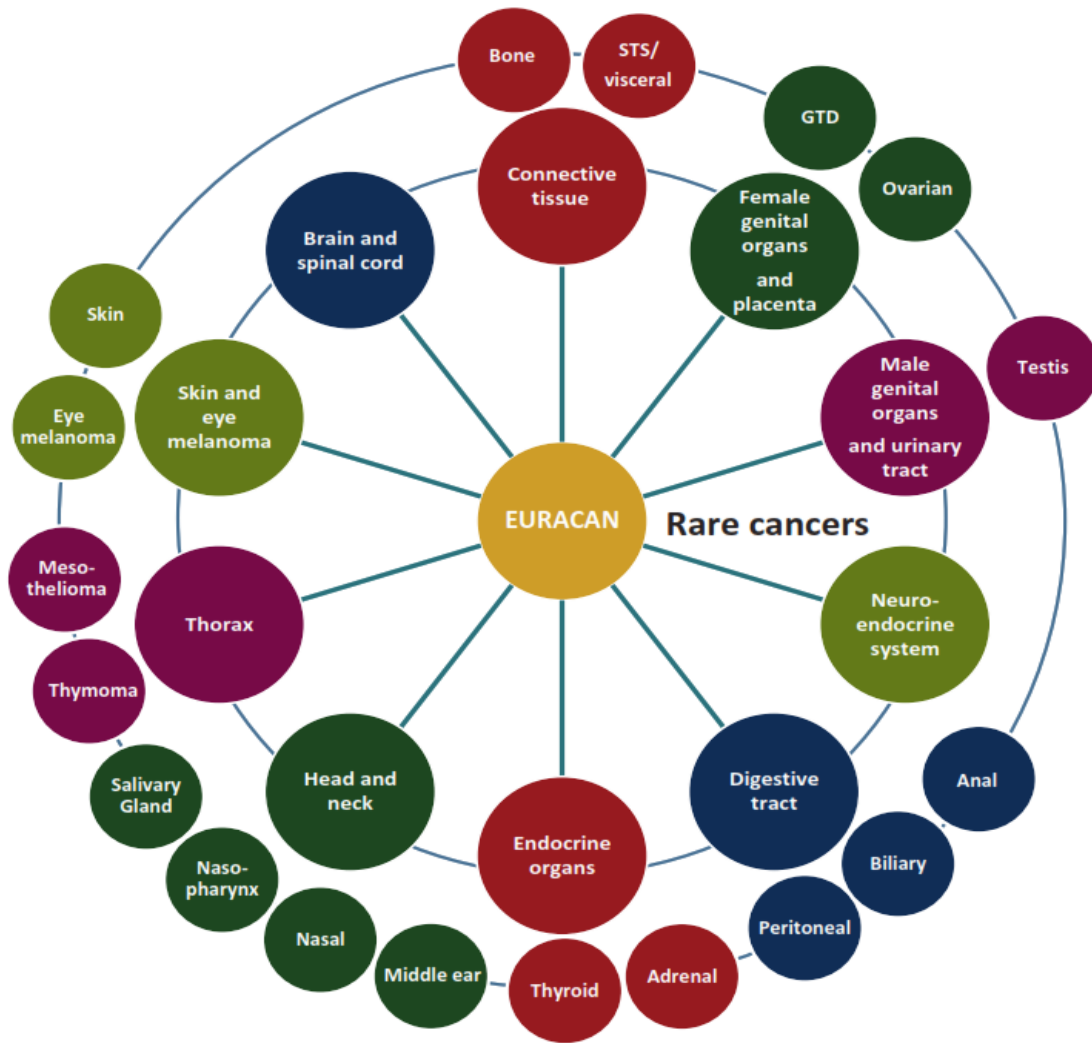 Bone
STS/
visceral
GTD
Ovarian
Connective
tissue
Female
genital
organs
and
placenta
Brain and
spinal cord
Skin
Eye
melanoma
Skin and
eye
melanoma
Male
genital
organs
and urinary
tract
Testis
EURACAN
Rare cancers
Meso-
thelioma
Thymoma
Thorax
Neuro-
endocrine
system
Salivary
Gland
Naso-
pharynx
Nasal
Middle ear
Head and
neck
Endocrine
organs
Digestive
tract
Anal
Biliary
Peritoneal
Adrenal
Thyroid